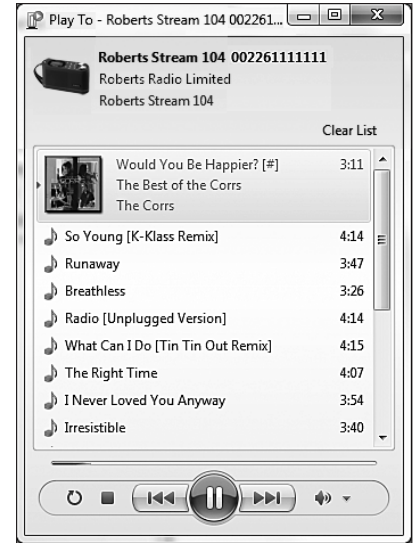 Play To - Roberts Stream 104 002261...
Roberts Stream 104 002261111111
Roberts Radio Limited
Roberts Stream 104
Clear List
Would You Be Happier? [#] 3:11
The Best of the Corrs
The Corrs
So Young [K-Klass Remix] 4:14
Runaway 3:47
Breathless 3:26
Radio [Unplugged Version] 4:14
What Can I Do [Tin Tin Out Remix] 4:15
The Right Time 4:07
I Never Loved You Anyway 3:54
Irresistible 3:40